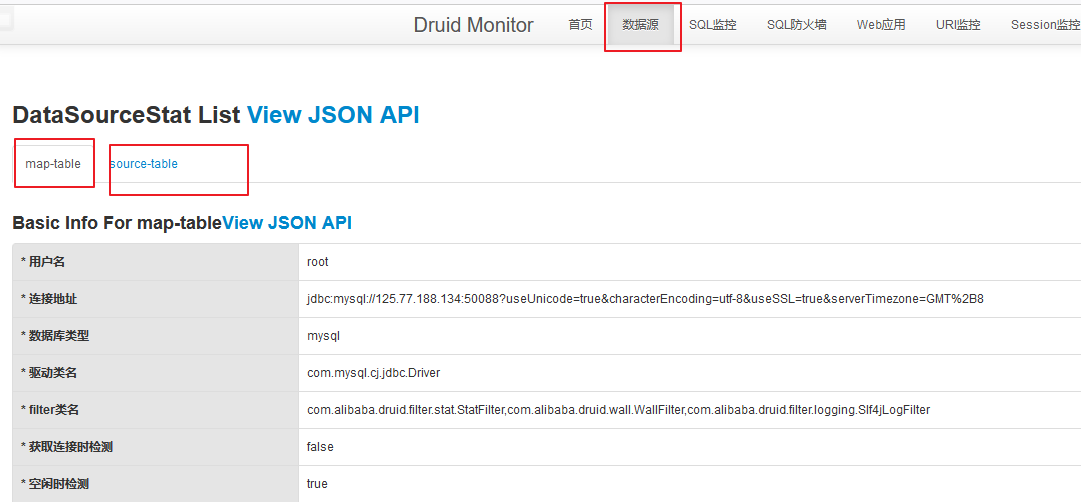 Druid Monitor 首页 数据源 SQL监控 SQL防火墙 Web应用 URI监控 Session监控
DataSourceStat List View JSON API
map-table source-table
Basic Info For map-tableView JSON API
* 用户名 root
* 连接地址 jdbc:mysql://125.77.188.134:50088?useUnicode=true&characterEncoding=utf-8&useSSL=true&serverTimezone=GMT%2B8
* 数据库类型 mysql
* 驱动类名 com.mysql.cj.jdbc.Driver
* filter类名 com.alibaba.druid.filter.stat.StatFilter,com.alibaba.druid.wall.WallFilter,com.alibaba.druid.filter.logging.Slf4jLogFilter
* 获取连接时检测 false
* 空闲时检测 true